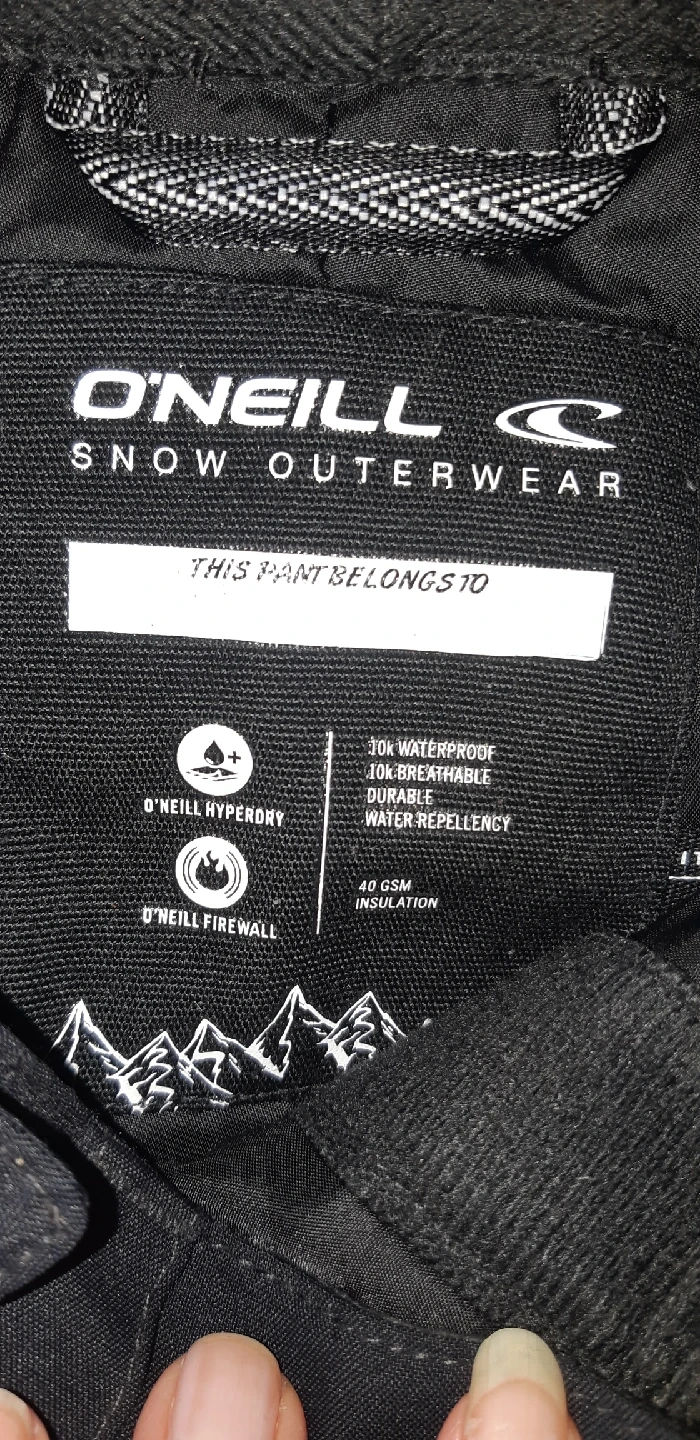 O'NEILL
SNOW OUTERWEAR
THIS PANT BELONGS TO
O'NEILL HYPERDRY
O'NEILL FIREWALL
10k WATERPROOF
10k BREATHABLE
DURABLE
WATER REPELLENCY
40 GSM
INSULATION